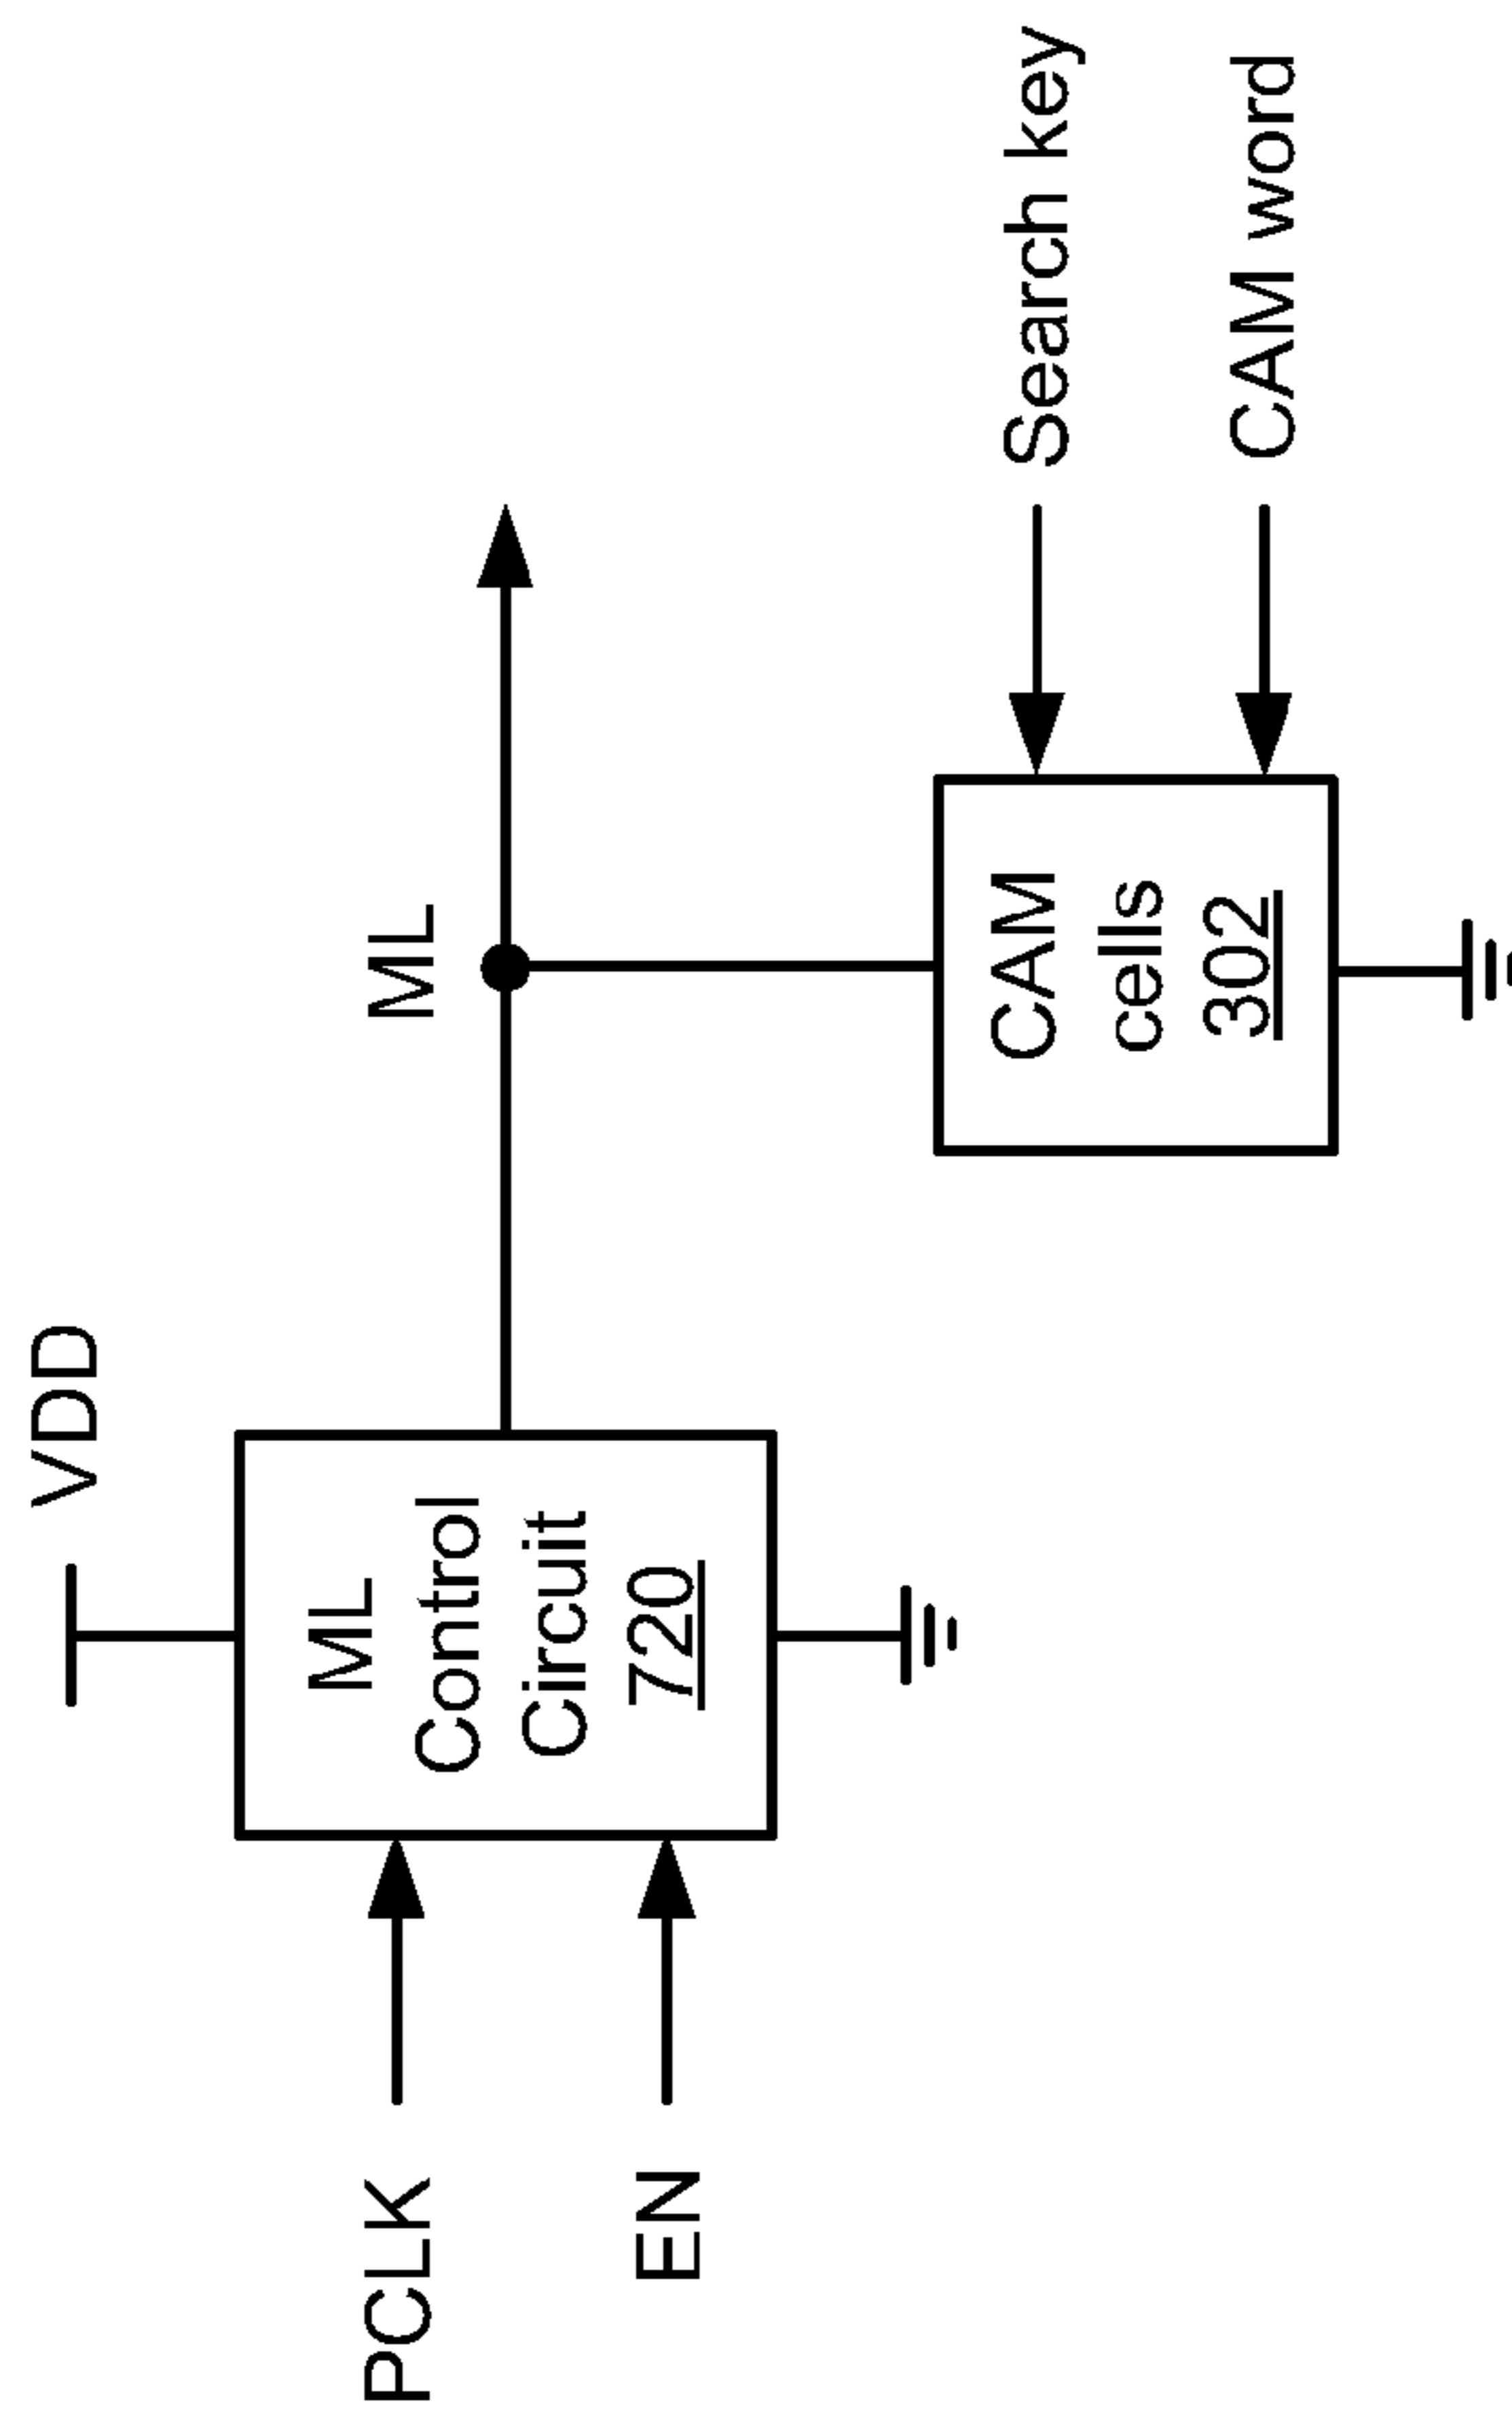 VDD
ML
Control
Circuit
720
PCLK
EN
ML
CAM
cells
302
Search key
CAM word